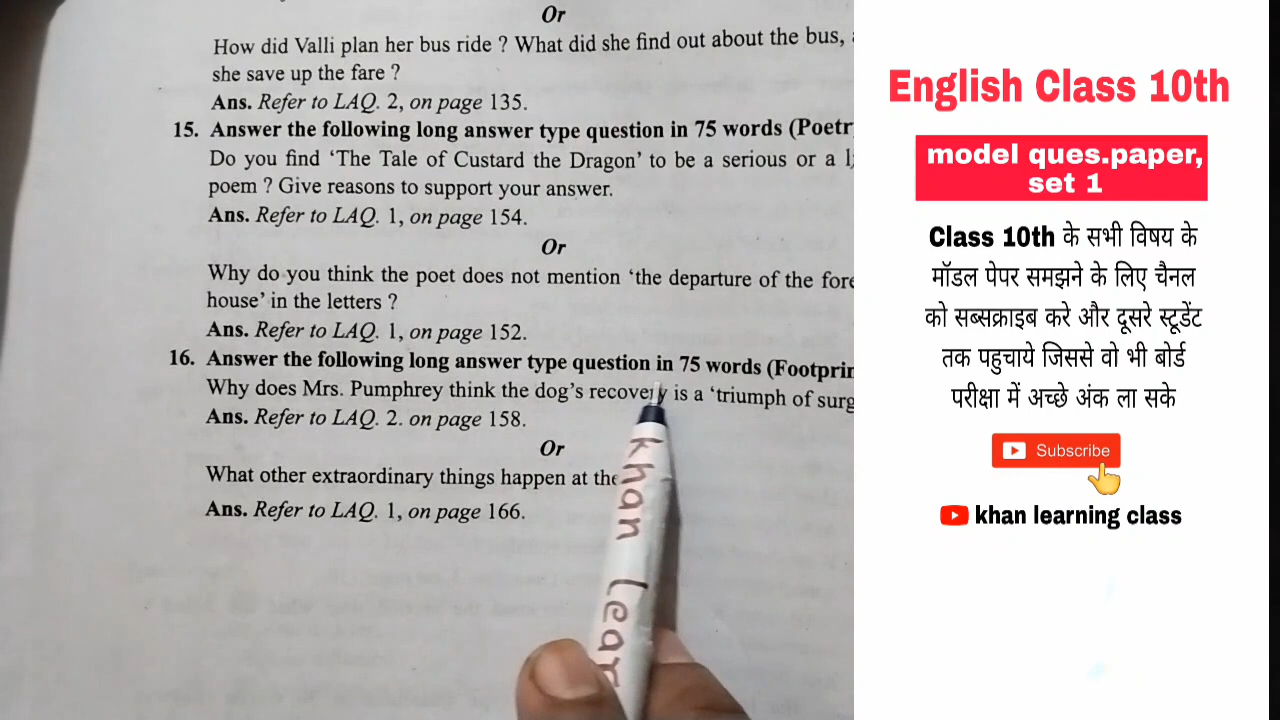 Or
How did Valli plan her bus ride ? What did she find out about the bus,
she save up the fare ?
Ans. Refer to LAQ. 2, on page 135.
15. Answer the following long answer type question in 75 words (Poetr
Do you find ‘The Tale of Custard the Dragon’ to be a serious or a
poem ? Give reasons to support your answer.
Ans. Refer to LAQ. 1, on page 154.
Or
Why do you think the poet does not mention ‘the departure of the fore
house’ in the letters ?
Ans. Refer to LAQ. 1, on page 152.
16. Answer the following long answer type question in 75 words (Footprin
Why does Mrs. Pumphrey think the dog’s recovery is a ‘triumph of surg
Ans. Refer to LAQ. 2. on page 158.
Or
What other extraordinary things happen at the
Ans. Refer to LAQ. 1, on page 166.
khan lear
English Class 10th
model ques.paper,
set 1
Class 10th के सभी विषय के
मॉडल पेपर समझने के लिए चैनल
को सब्सक्राइब करे और दूसरे स्टूडेंट
तक पहुचाये जिससे वो भी बोर्ड
परीक्षा में अच्छे अंक ला सके
Subscribe
khan learning class